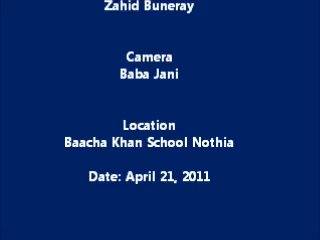 Zahid Buneray
Camera
Baba Jani
Location
Baacha Khan School Nothia
Date: April 21, 2011